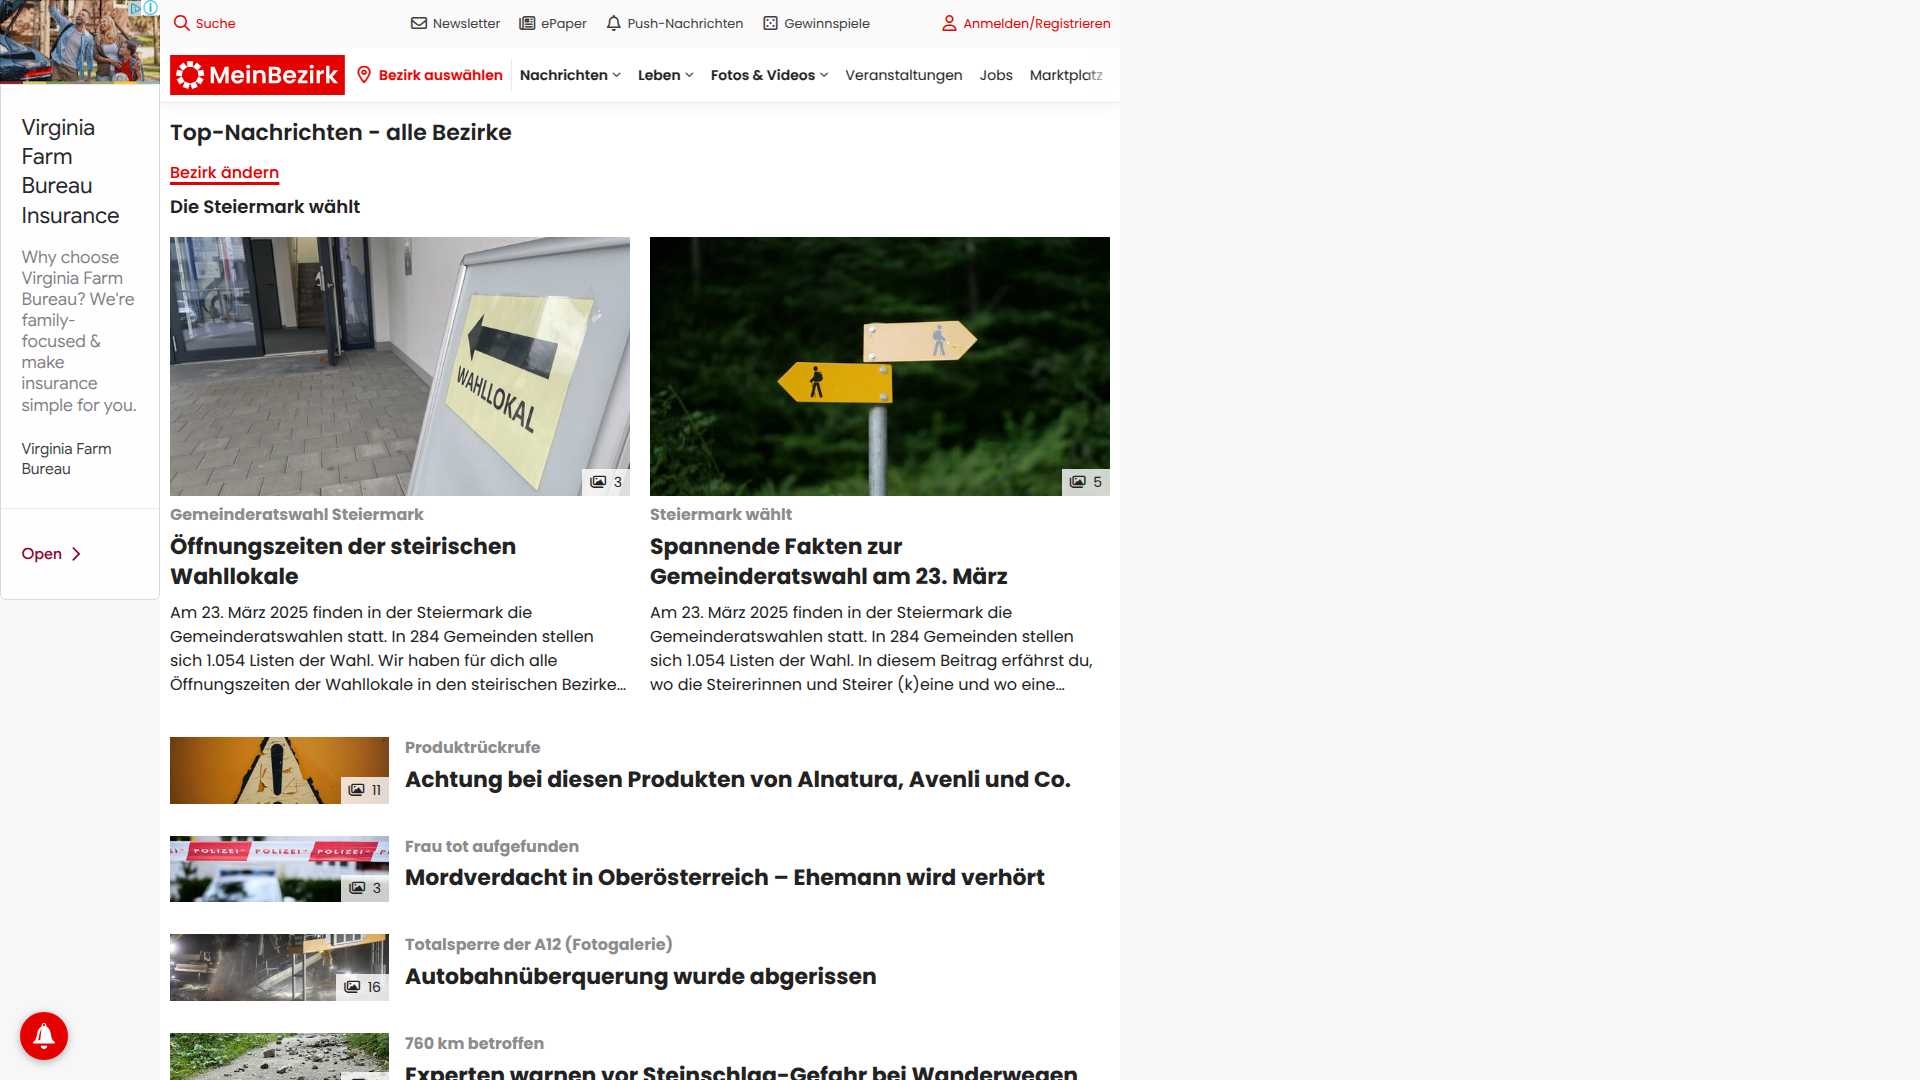 Suche
Newsletter
ePaper
Push-Nachrichten
Gewinnspiele
Anmelden/Registrieren
MeinBezirk
Bezirk auswählen
Nachrichten
Leben
Fotos & Videos
Veranstaltungen
Jobs
Marktplatz
Virginia
Farm
Bureau
Insurance
Why choose
Virginia Farm
Bureau? We're
family-
focused &
make
insurance
simple for you.
Virginia Farm
Bureau
Open
Top-Nachrichten - alle Bezirke
Bezirk ändern
Die Steiermark wählt
WAHLLOKAL
3
Gemeinderatswahl Steiermark
Öffnungszeiten der steirischen
Wahllokale
Am 23. März 2025 finden in der Steiermark die
Gemeinderatswahlen statt. In 284 Gemeinden stellen
sich 1.054 Listen der Wahl. Wir haben für dich alle
Öffnungszeiten der Wahllokale in den steirischen Bezirke...
5
Steiermark wählt
Spannende Fakten zur
Gemeinderatswahl am 23. März
Am 23. März 2025 finden in der Steiermark die
Gemeinderatswahlen statt. In 284 Gemeinden stellen
sich 1.054 Listen der Wahl. In diesem Beitrag erfährst du,
wo die Steirerinnen und Steirer (k)eine und wo eine...
11
Produktrückrufe
Achtung bei diesen Produkten von Alnatura, Avenli und Co.
POLIZEI POLIZEI POLIZEI
3
Frau tot aufgefunden
Mordverdacht in Oberösterreich – Ehemann wird verhört
16
Totalsperre der A12 (Fotogalerie)
Autobahnüberquerung wurde abgerissen
760 km betroffen
Experten warnen vor Steinschlag-Gefahr bei Wanderwegen